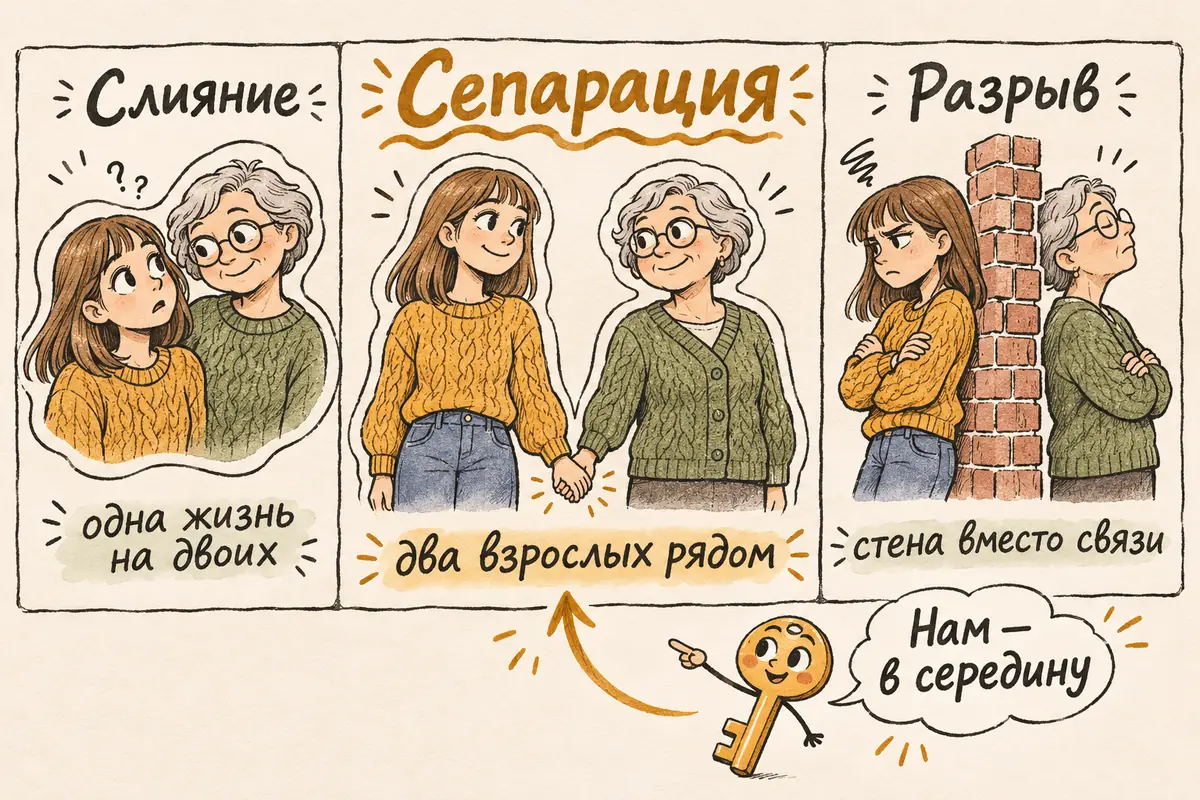 Слияние
Сепарация
Разрыв
??
одна жизнь
на двоих
два взрослых рядом
стена вместо связи
Нам –
в середину